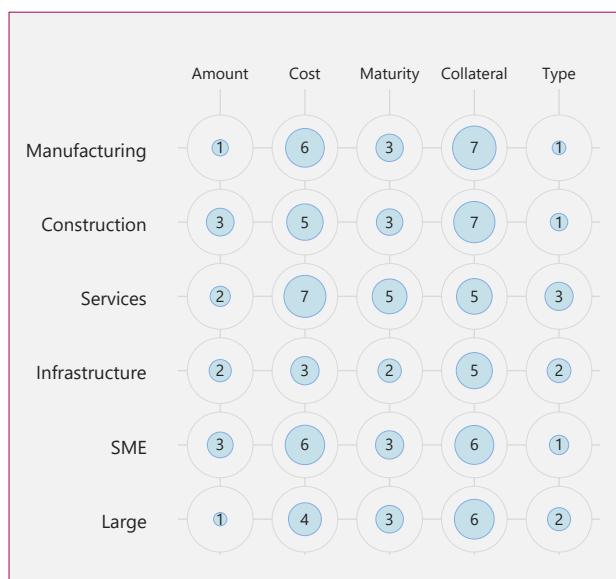 Amount Cost Maturity Collateral Type
Manufacturing 1 6 3 7 1
Construction 3 5 3 7 1
Services 2 7 5 5 3
Infrastructure 2 3 2 5 2
SME 3 6 3 6 1
Large 1 4 3 6 2